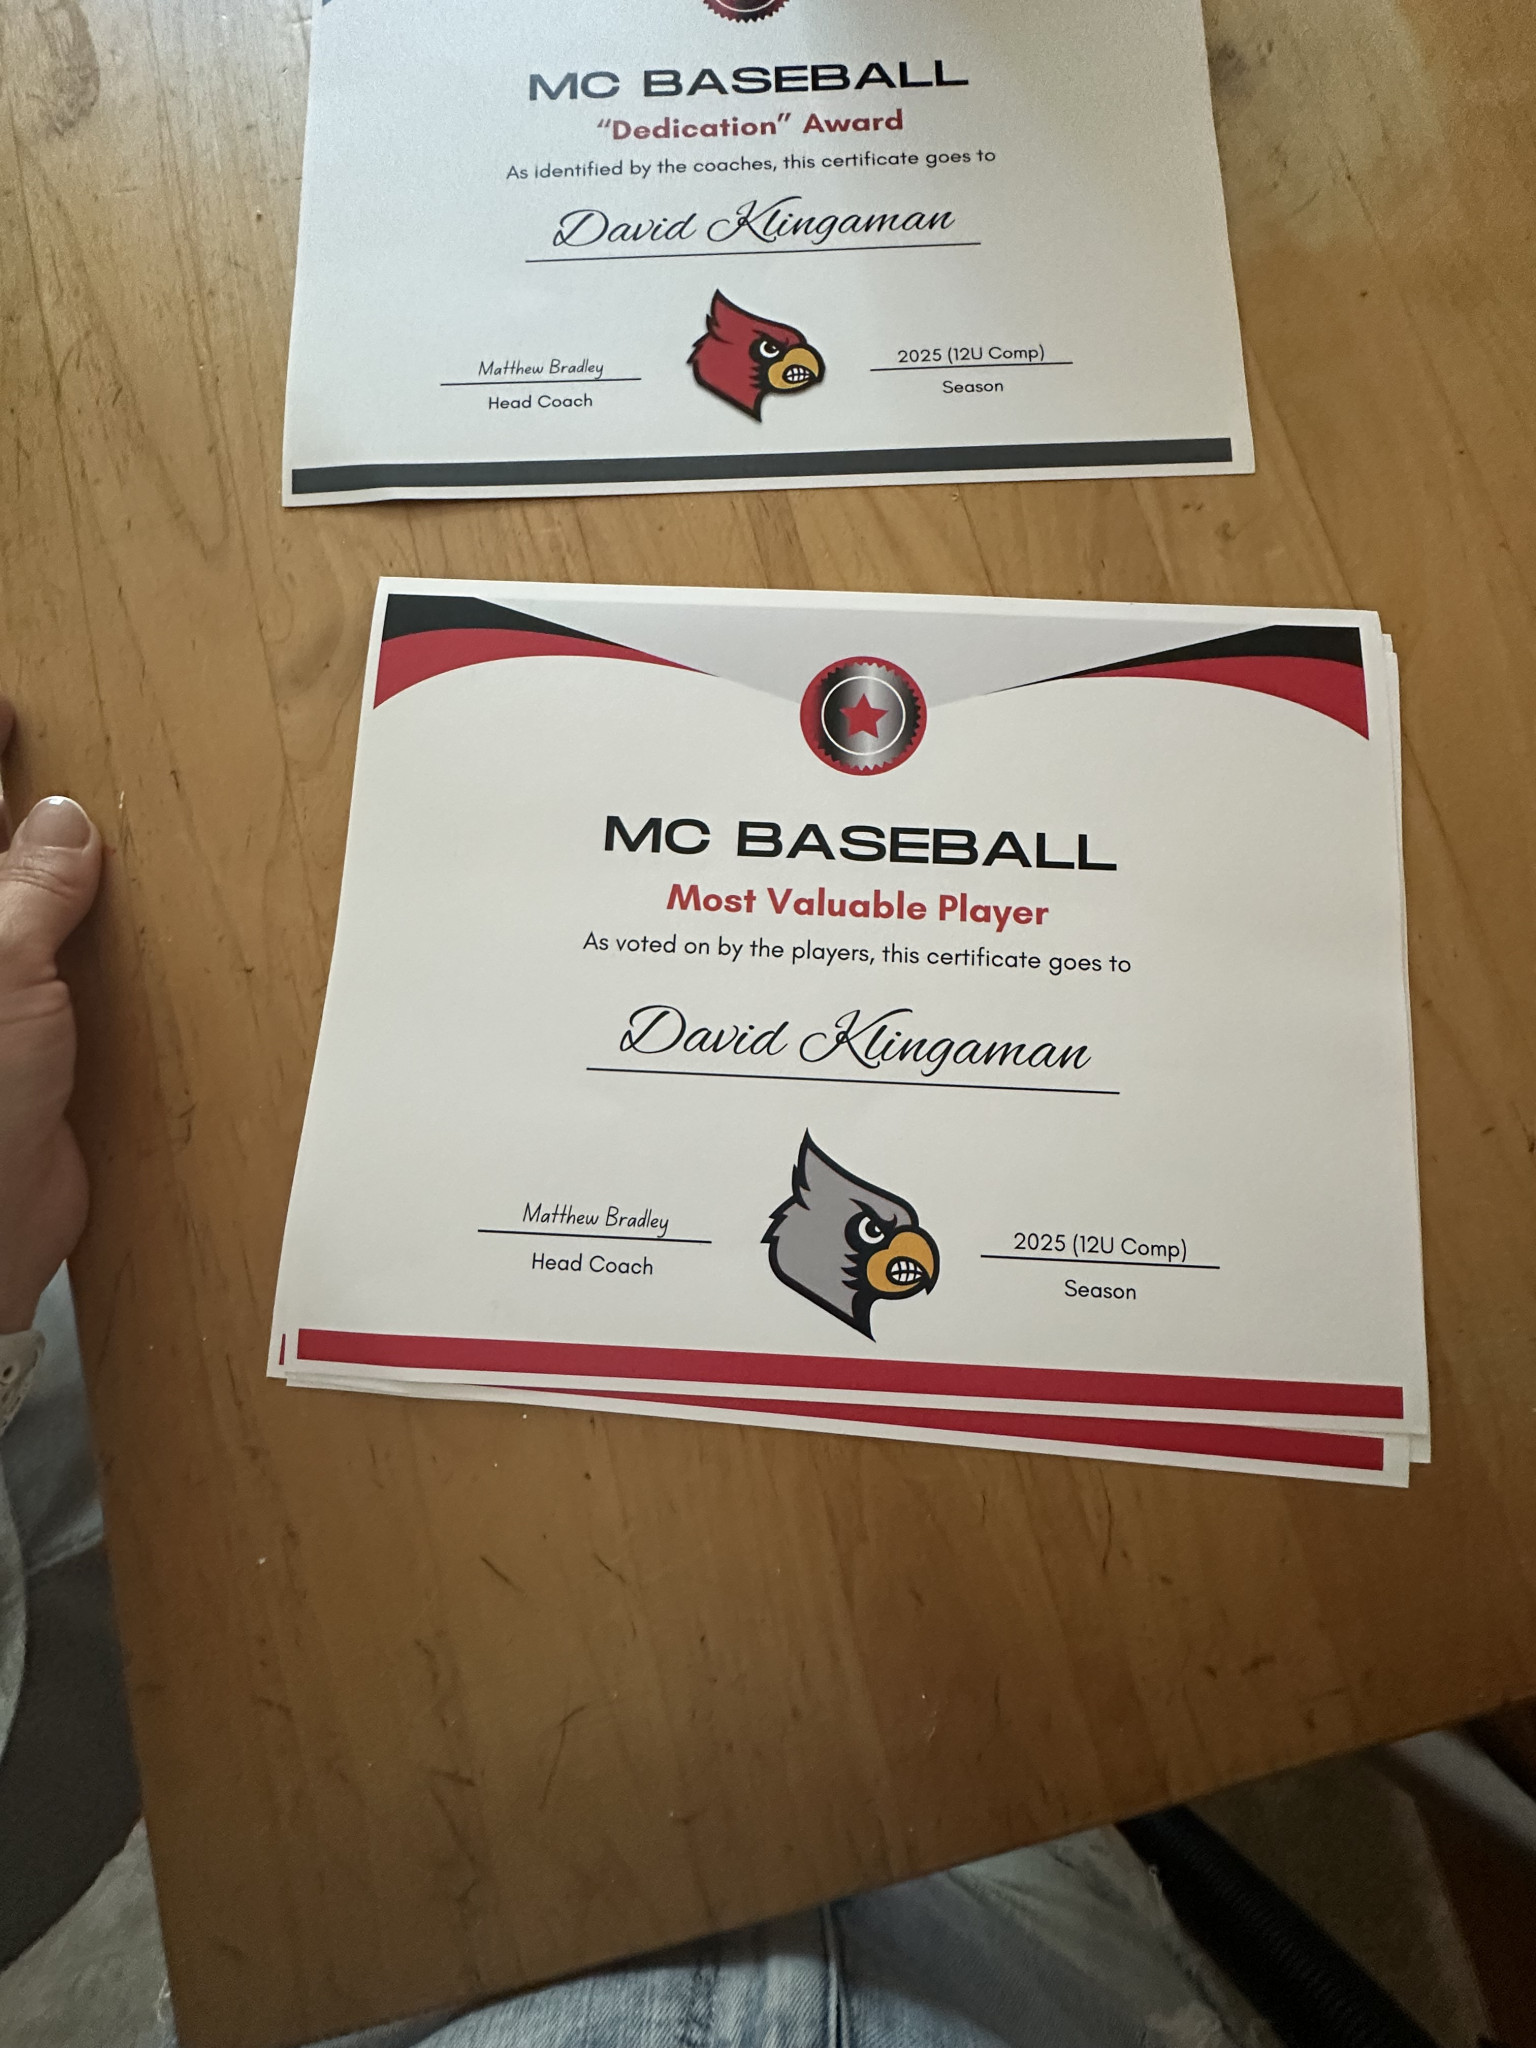 MC BASEBALL
“Dedication” Award
As identified by the coaches, this certificate goes to
David Klingaman
Matthew Bradley
Head Coach
2025 (12U Comp)
Season
MC BASEBALL
Most Valuable Player
As voted on by the players, this certificate goes to
David Klingaman
Matthew Bradley
Head Coach
2025 (12U Comp)
Season